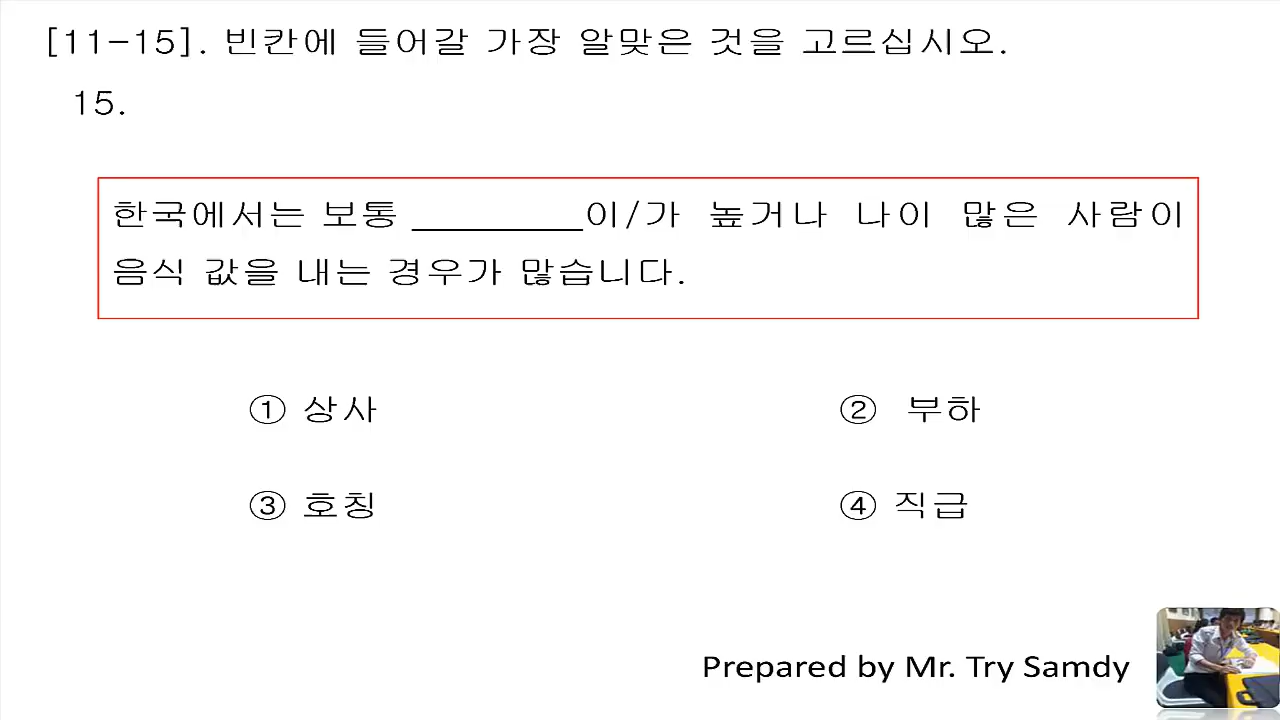 [11-15]. 빈칸에 들어갈 가장 알맞은 것을 고르십시오.
15.
한국에서는 보통 _________이/가 높거나 나이 많은 사람이
음식 값을 내는 경우가 많습니다.
① 상사 ② 부하
③ 호칭 ④ 직급
Prepared by Mr. Try Samdy